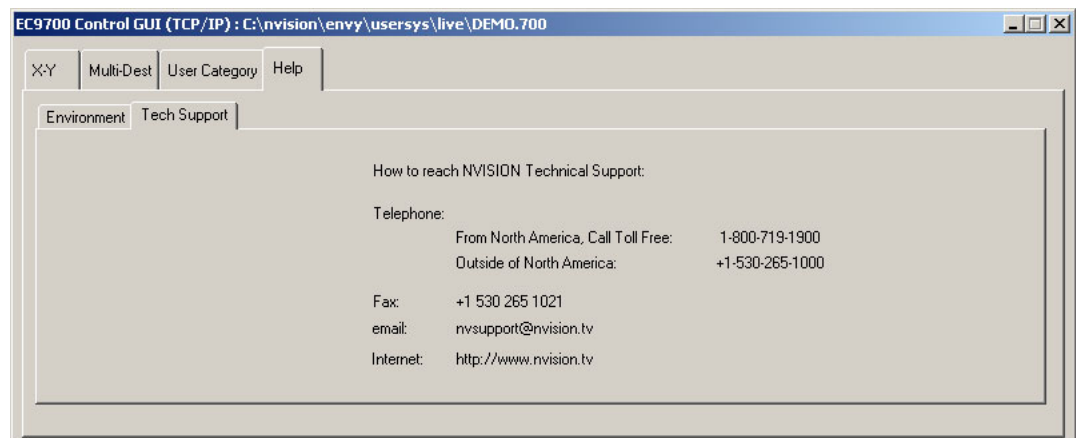 EC9700 Control GUI (TCP/IP) : C:\nvision\envy\usersys\live\DEMO.700
X-Y Multi-Dest User Category Help
Environment Tech Support
How to reach NVISION Technical Support:
Telephone:
From North America, Call Toll Free: 1-800-719-1900
Outside of North America: +1-530-265-1000
Fax: +1 530 265 1021
email: nvsupport@nvision.tv
Internet: http://www.nvision.tv